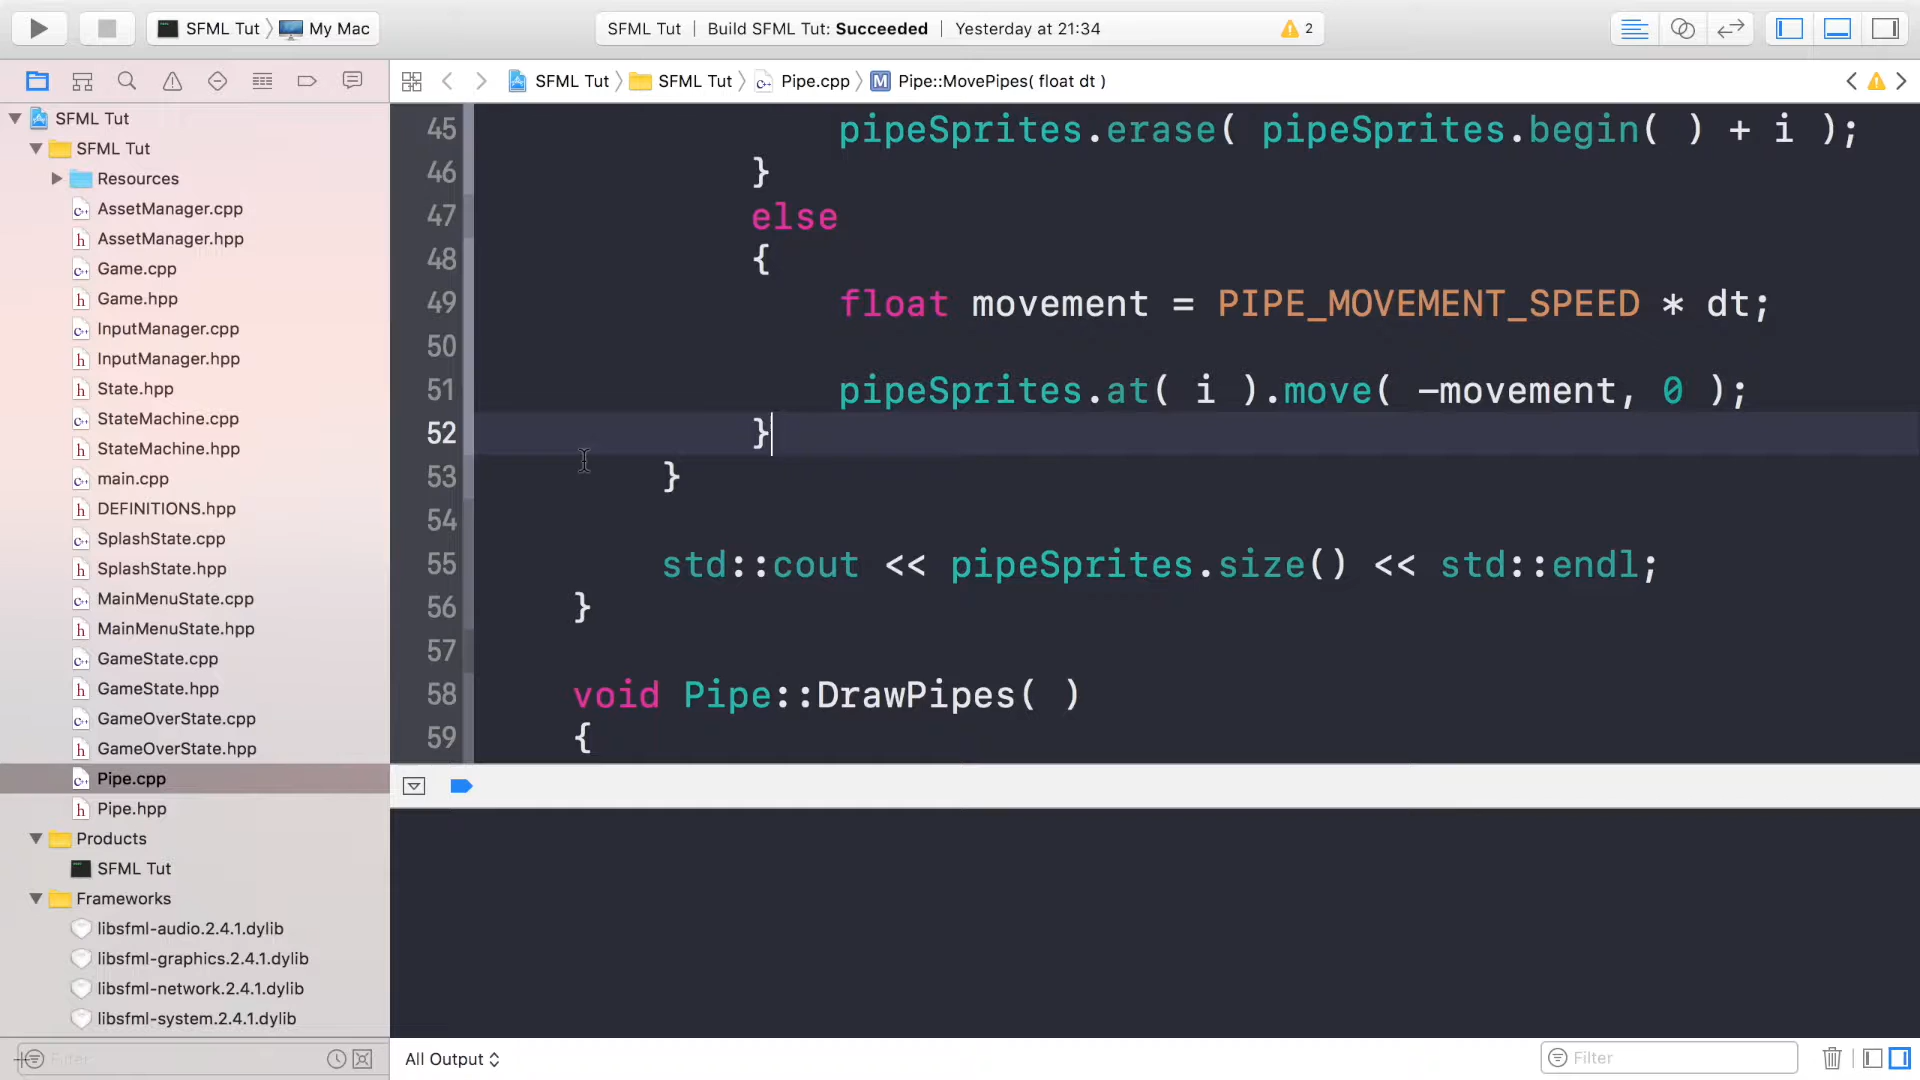 SFML Tut 〉 My Mac
SFML Tut | Build SFML Tut: Succeeded | Yesterday at 21:34
2
SFML Tut 〉 SFML Tut 〉 Pipe.cpp 〉 M Pipe::MovePipes( float dt )
SFML Tut
SFML Tut
Resources
AssetManager.cpp
AssetManager.hpp
Game.cpp
Game.hpp
InputManager.cpp
InputManager.hpp
State.hpp
StateMachine.cpp
StateMachine.hpp
main.cpp
DEFINITIONS.hpp
SplashState.cpp
SplashState.hpp
MainMenuState.cpp
MainMenuState.hpp
GameState.cpp
GameState.hpp
GameOverState.cpp
GameOverState.hpp
Pipe.cpp
Pipe.hpp
Products
SFML Tut
Frameworks
libsfml-audio.2.4.1.dylib
libsfml-graphics.2.4.1.dylib
libsfml-network.2.4.1.dylib
libsfml-system.2.4.1.dylib
Filter
45 pipeSprites.erase( pipeSprites.begin( ) + i );
46 }
47 else
48 {
49 float movement = PIPE_MOVEMENT_SPEED * dt;
50
51 pipeSprites.at( i ).move( -movement, 0 );
52 }
53 }
54
55 std::cout << pipeSprites.size() << std::endl;
56 }
57
58 void Pipe::DrawPipes( )
59 {
All Output
Filter